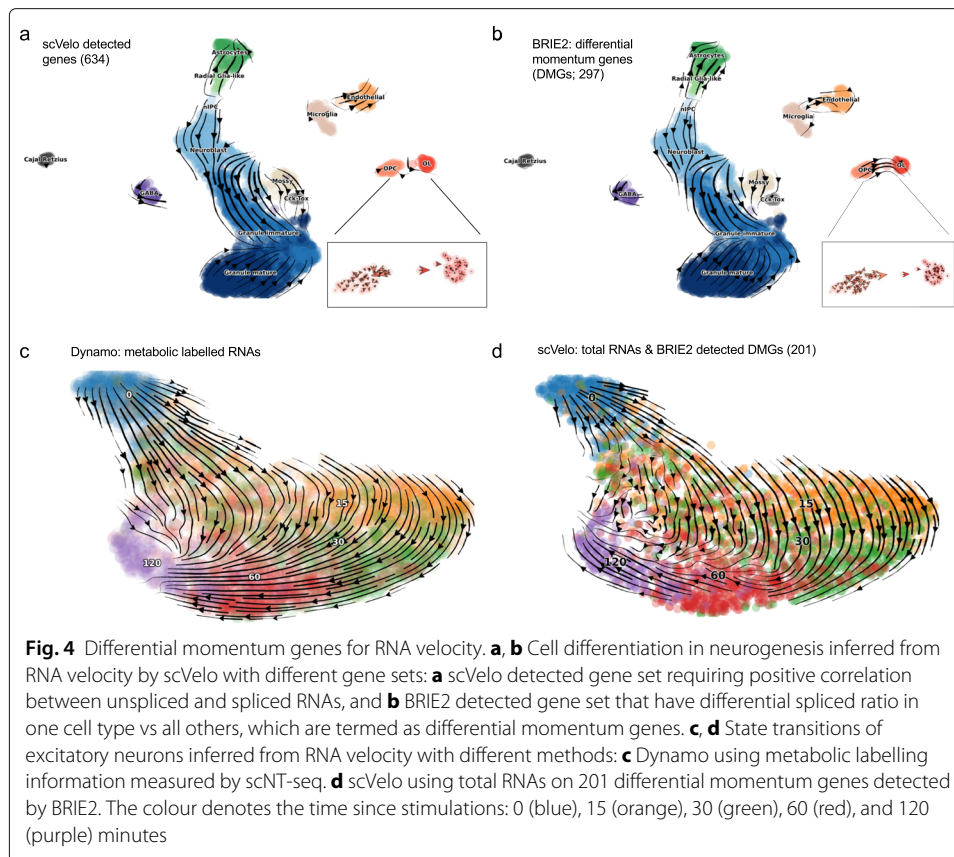 a
scVelo detected
genes (634)
Astrocytes
Radial Glia-like
nIPC
Neuroblast
Cajal Retzius
GABA
Microglia
Endothelial
OPC
OL
Mossy
Cck-Tox
Granule immature
Granule mature
b
BRIE2: differential
momentum genes
(DMGs; 297)
Astrocytes
Radial Glia-like
nIPC
Neuroblast
Cajal Retzius
GABA
Microglia
Endothelial
OPC
OL
Mossy
Cck-Tox
Granule immature
Granule mature
c
Dynamo: metabolic labelled RNAs
0
15
30
60
120
d
scVelo: total RNAs & BRIE2 detected DMGs (201)
0
15
30
60
120
Fig. 4 Differential momentum genes for RNA velocity. a, b Cell differentiation in neurogenesis inferred from
RNA velocity by scVelo with different gene sets: a scVelo detected gene set requiring positive correlation
between unspliced and spliced RNAs, and b BRIE2 detected gene set that have differential spliced ratio in
one cell type vs all others, which are termed as differential momentum genes. c, d State transitions of
excitatory neurons inferred from RNA velocity with different methods: c Dynamo using metabolic labelling
information measured by scNT-seq. d scVelo using total RNAs on 201 differential momentum genes detected
by BRIE2. The colour denotes the time since stimulations: 0 (blue), 15 (orange), 30 (green), 60 (red), and 120
(purple) minutes